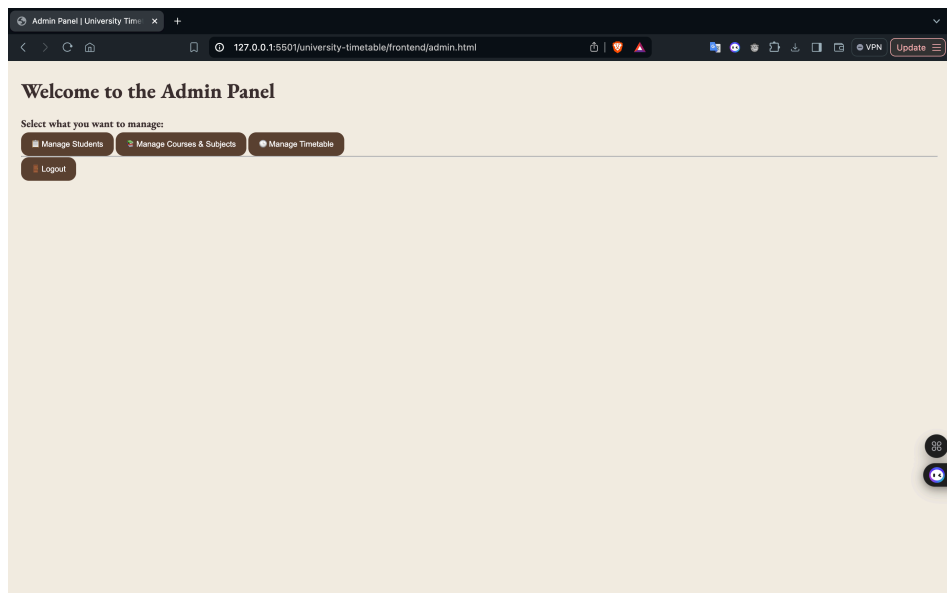 Admin Panel | University Time
127.0.0.1:5501/university-timetable/frontend/admin.html
VPN
Update
Welcome to the Admin Panel
Select what you want to manage:
Manage Students
Manage Courses & Subjects
Manage Timetable
Logout